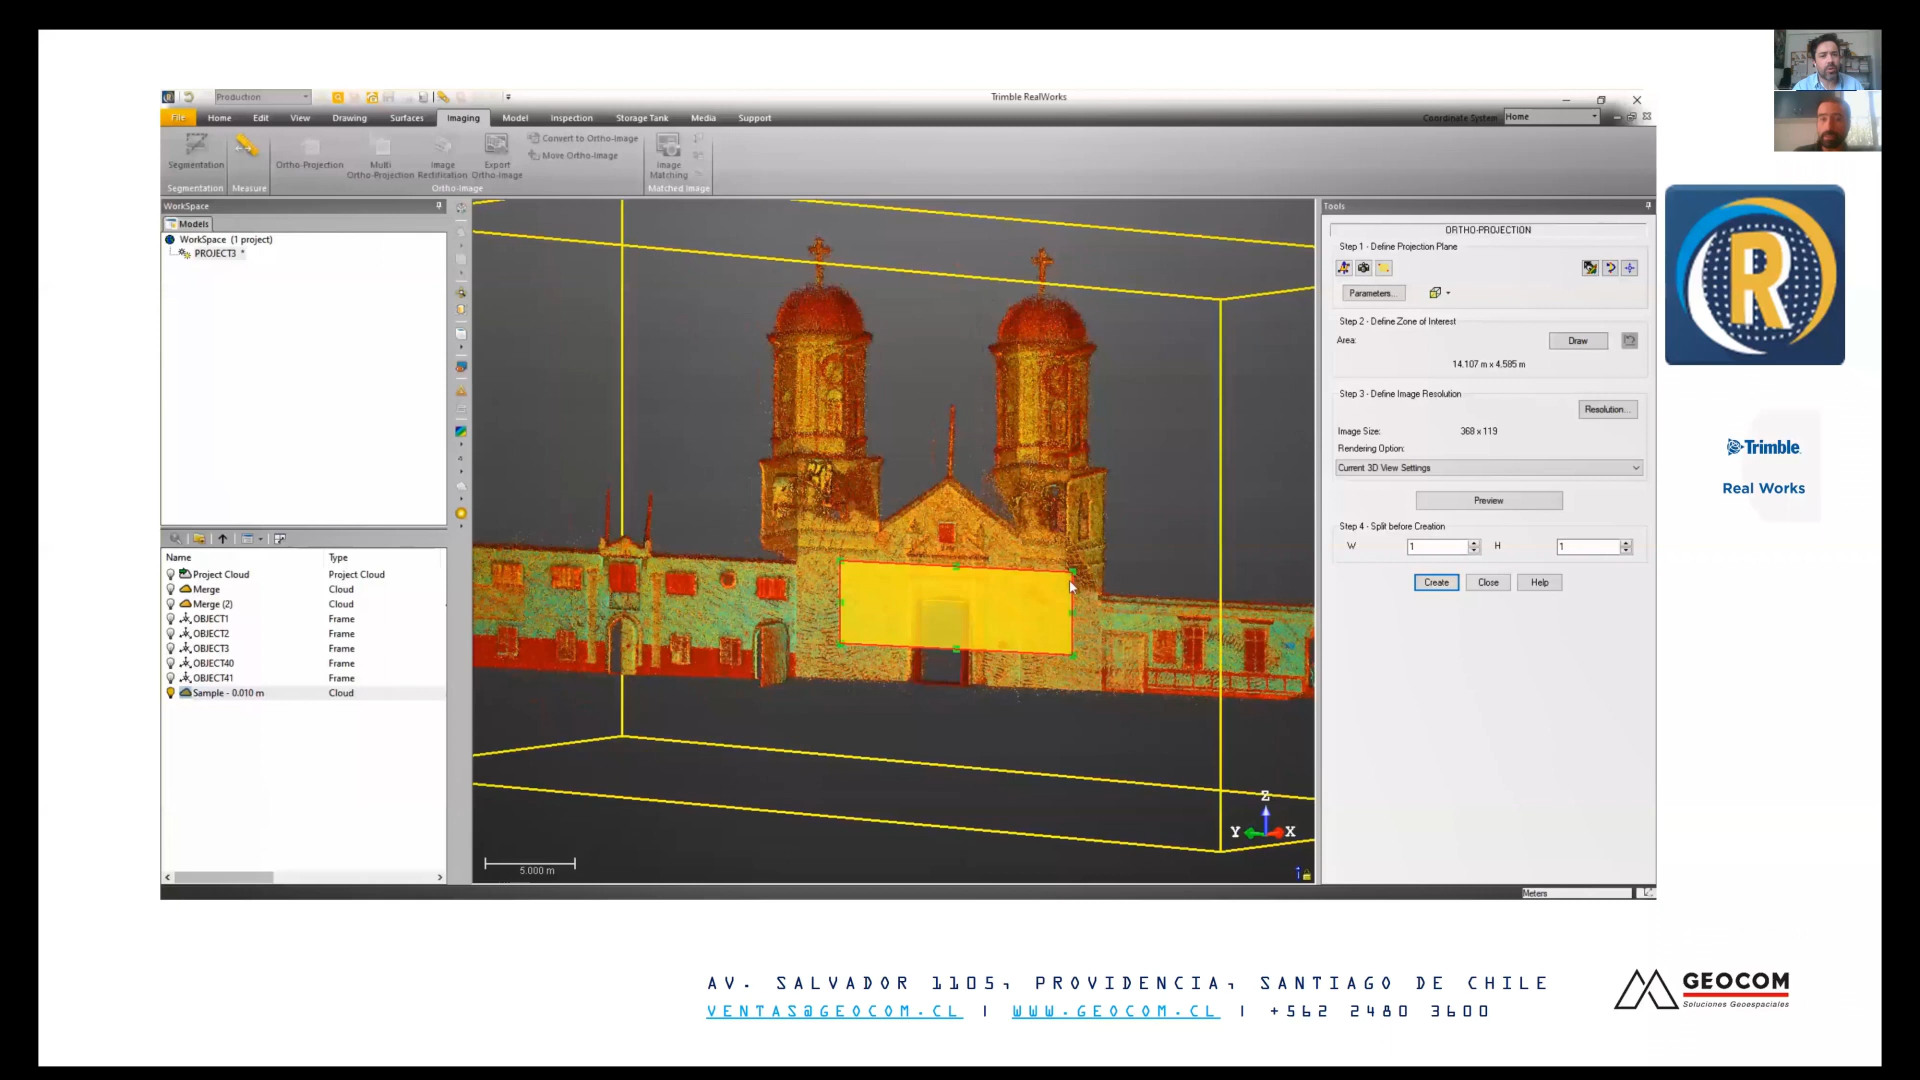 Production
Trimble RealWorks
File Home Edit View Drawing Surfaces Imaging Model Inspection Storage Tank Media Support
Coordinate System Home
Segmentation
Ortho-Projection
Multi Ortho-Projection
Image Rectification
Export Ortho-Image
Convert to Ortho-Image
Move Ortho-Image
Image Matching
Segmentation Measure Ortho-Image Matched Image
WorkSpace
Models
WorkSpace (1 project)
PROJECT3 *
Name Type
Project Cloud Project Cloud
Merge Cloud
Merge (2) Cloud
OBJECT1 Frame
OBJECT2 Frame
OBJECT3 Frame
OBJECT40 Frame
OBJECT41 Frame
Sample - 0.010 m Cloud
5.000 m
Z
Y X
Tools
ORTHO-PROJECTION
Step 1 - Define Projection Plane
Parameters...
Step 2 - Define Zone of Interest
Area:
Draw
14.107 m x 4.585 m
Step 3 - Define Image Resolution
Resolution...
Image Size: 368 x 119
Rendering Option:
Current 3D View Settings
Preview
Step 4 - Split before Creation
W 1 H 1
Create Close Help
Meters
R
Trimble
Real Works
AV. SALVADOR 1105, PROVIDENCIA, SANTIAGO DE CHILE
VENTAS@GEOCOM.CL | WWW.GEOCOM.CL | +562 2480 3600
GEOCOM
Soluciones Geoespaciales